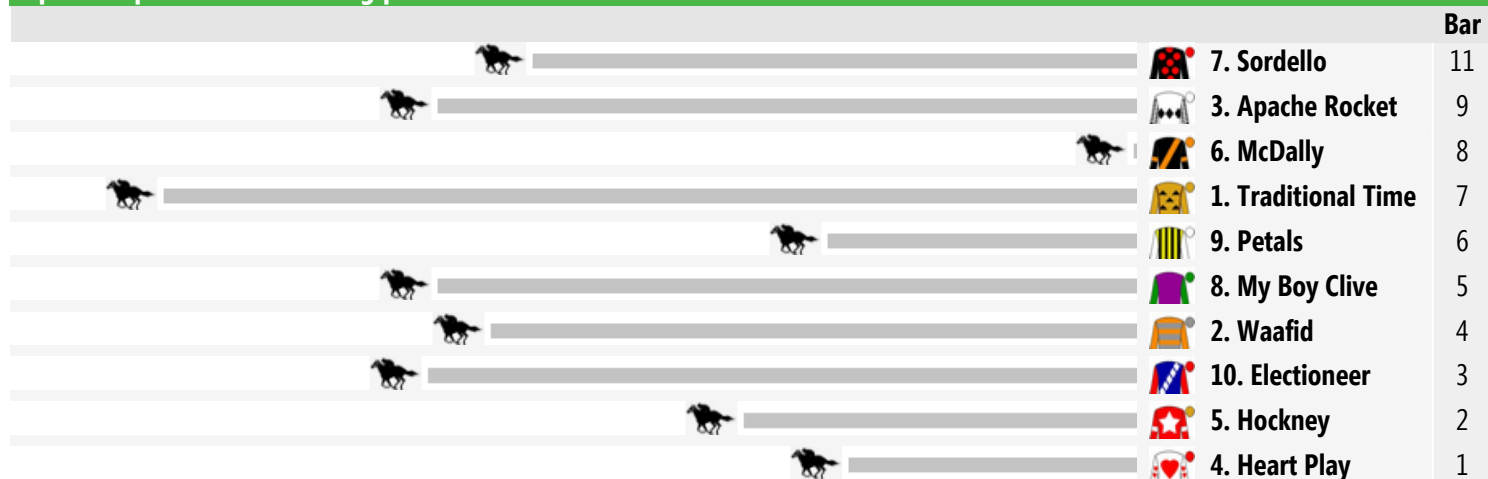 Bar
7. Sordello 11
3. Apache Rocket 9
6. McDally 8
1. Traditional Time 7
9. Petals 6
8. My Boy Clive 5
2. Waafid 4
10. Electioneer 3
5. Hockney 2
4. Heart Play 1